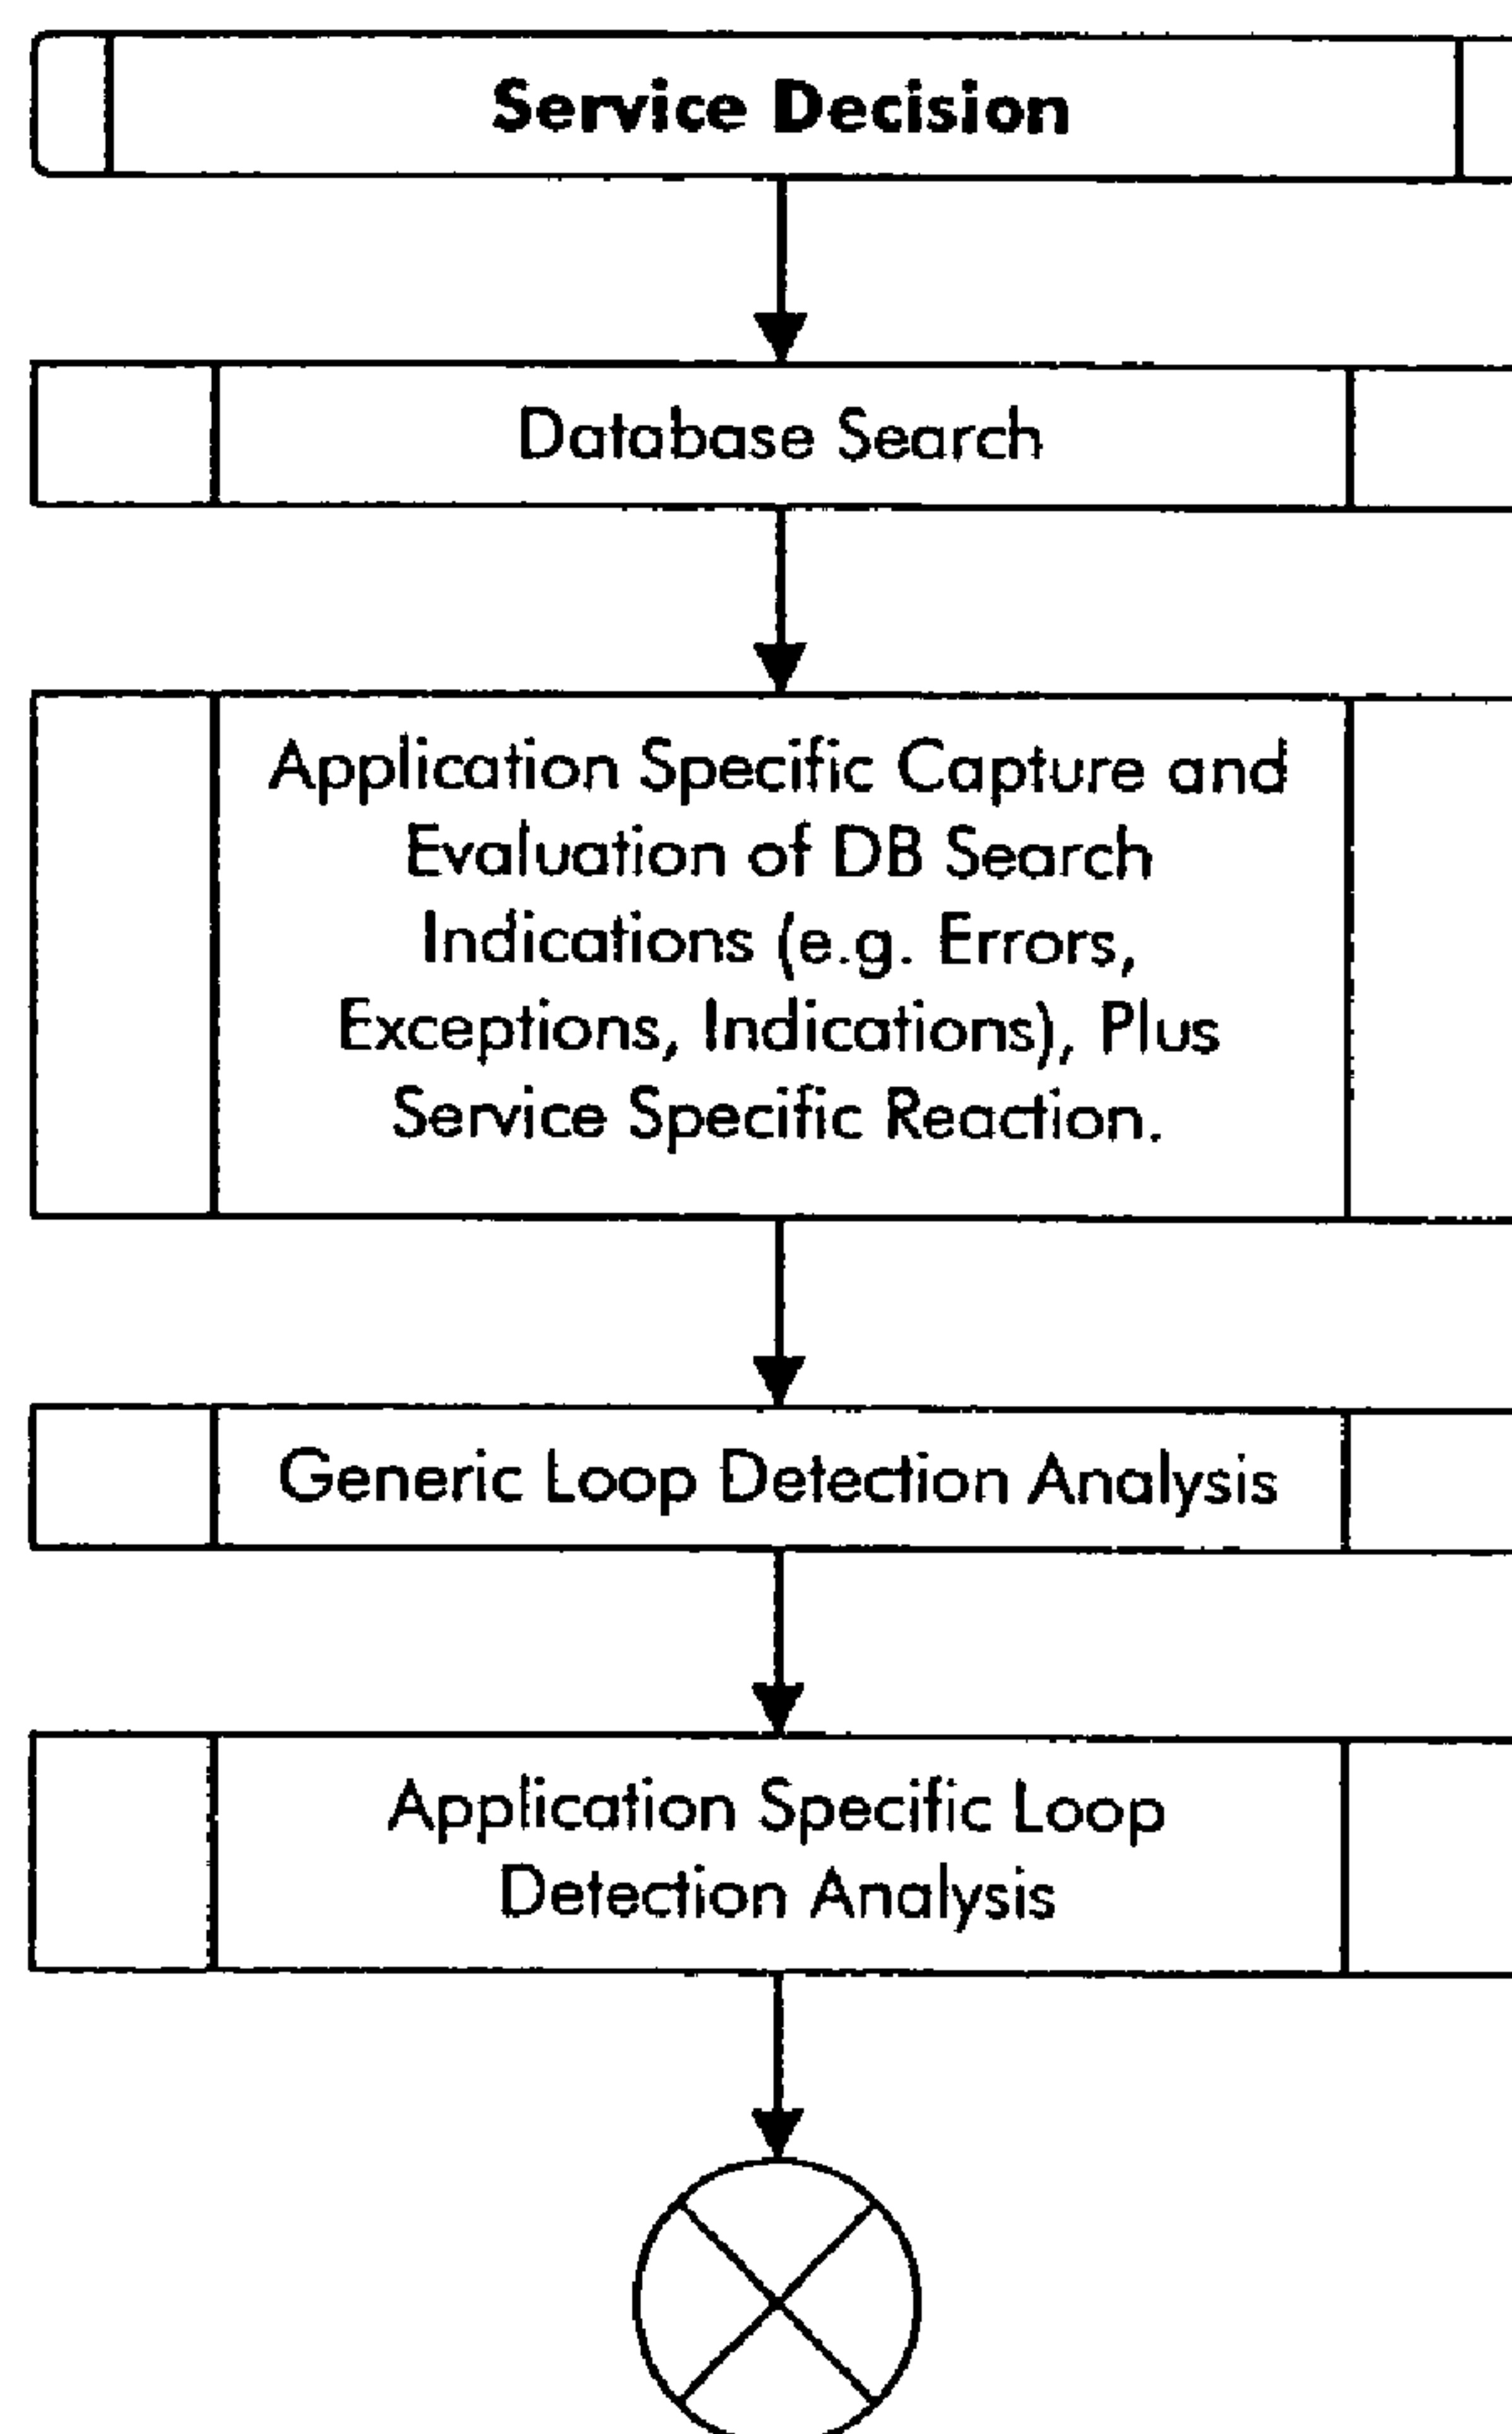 Service Decision
Database Search
Application Specific Capture and
Evaluation of DB Search
Indications (e.g. Errors,
Exceptions, Indications), Plus
Service Specific Reaction.
Generic Loop Detection Analysis
Application Specific Loop
Detection Analysis